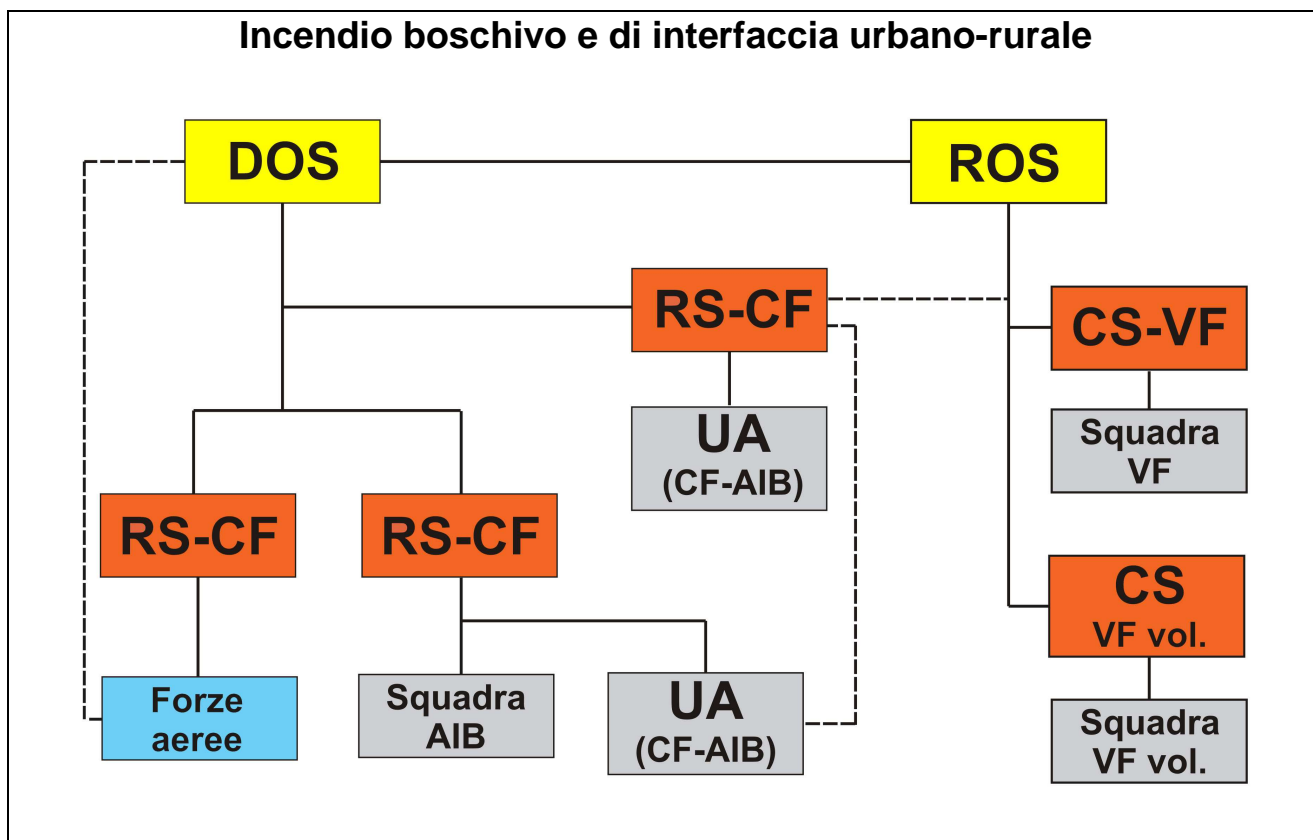 Incendio boschivo e di interfaccia urbano-rurale
DOS
ROS
RS-CF
CS-VF
UA
(CF-AIB)
Squadra
VF
RS-CF
RS-CF
CS
VF vol.
Forze
aeree
Squadra
AIB
UA
(CF-AIB)
Squadra
VF vol.